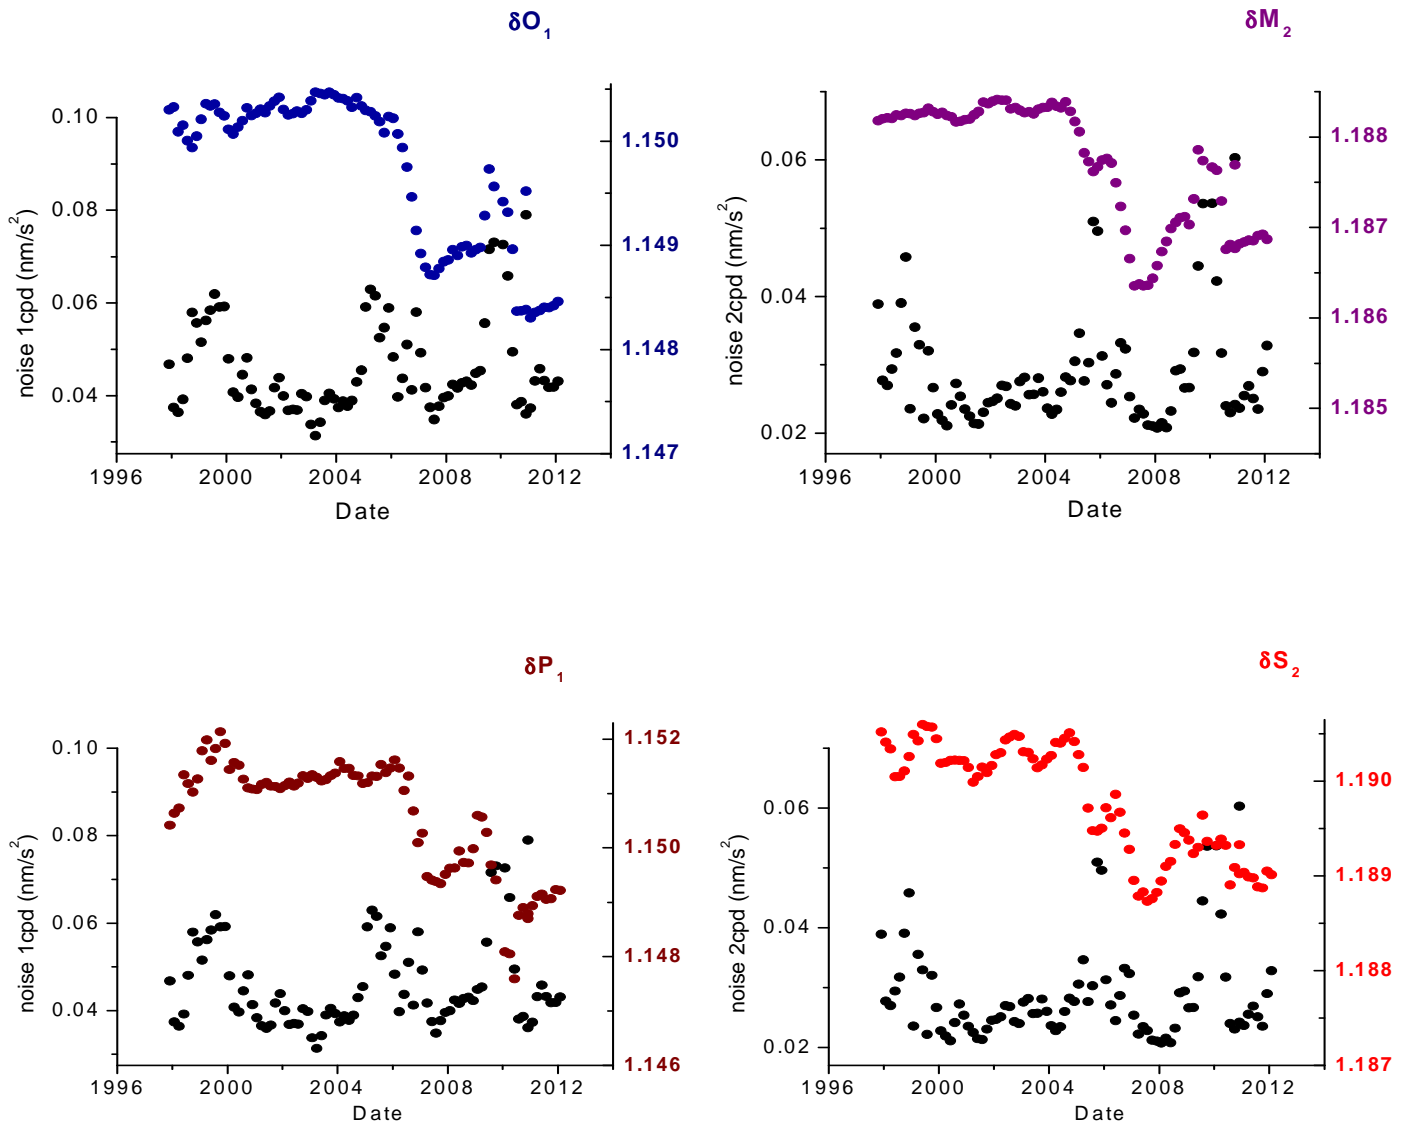 δO₁
δM₂
0.10
0.08
0.06
0.04
noise 1cpd (nm/s²)
1.150
1.149
1.148
1.147
1996 2000 2004 2008 2012
Date
0.06
0.04
0.02
noise 2cpd (nm/s²)
1.188
1.187
1.186
1.185
1996 2000 2004 2008 2012
Date
δP₁
δS₂
0.10
0.08
0.06
0.04
noise 1cpd (nm/s²)
1.152
1.150
1.148
1.146
1996 2000 2004 2008 2012
Date
0.06
0.04
0.02
noise 2cpd (nm/s²)
1.190
1.189
1.188
1.187
1996 2000 2004 2008 2012
Date